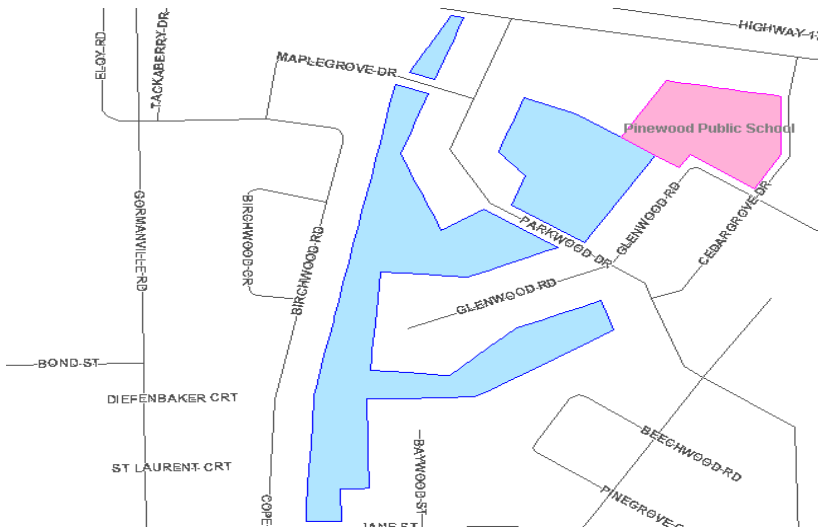 HIGHWAY 17
ELOY RD
TACKABERRY DR
MAPLEGROVE DR
Pinewood Public School
GORMANVILLE RD
BIRCHWOOD CR
BIRCHWOOD RD
PARKWOOD DR
GLENWOOD RD
CEDARGROVE DR
GLENWOOD RD
BOND ST
DIEFENBAKER CRT
ST LAURENT CRT
BAYWOOD ST
BEECHWOOD RD
COPE
PINEGROVE
JANE ST